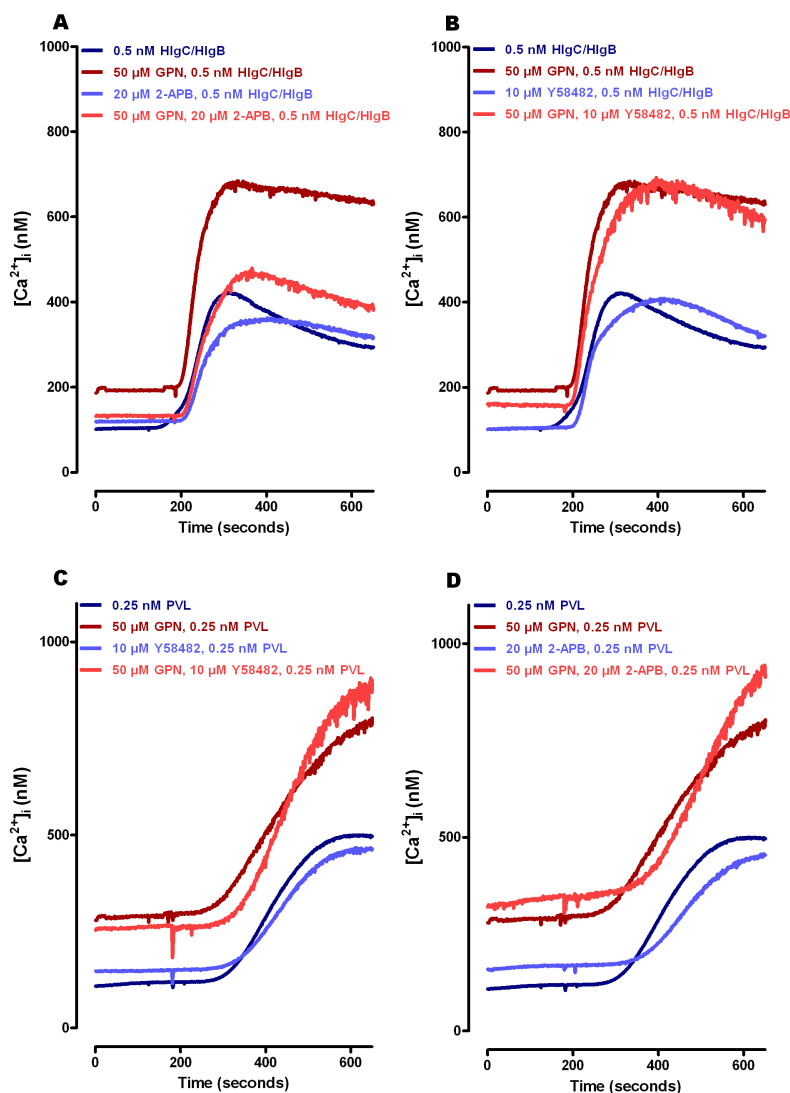 A
0.5 nM HlgC/HlgB
50 µM GPN, 0.5 nM HlgC/HlgB
20 µM 2-APB, 0.5 nM HlgC/HlgB
50 µM GPN, 20 µM 2-APB, 0.5 nM HlgC/HlgB
1000
800
600
400
200
0
[Ca2+]i (nM)
0 200 400 600
Time (seconds)
B
0.5 nM HlgC/HlgB
50 µM GPN, 0.5 nM HlgC/HlgB
10 µM Y58482, 0.5 nM HlgC/HlgB
50 µM GPN, 10 µM Y58482, 0.5 nM HlgC/HlgB
1000
800
600
400
200
0
[Ca2+]i (nM)
0 200 400 600
Time (seconds)
C
0.25 nM PVL
50 µM GPN, 0.25 nM PVL
10 µM Y58482, 0.25 nM PVL
50 µM GPN, 10 µM Y58482, 0.25 nM PVL
1000
500
0
[Ca2+]i (nM)
0 200 400 600
Time (seconds)
D
0.25 nM PVL
50 µM GPN, 0.25 nM PVL
20 µM 2-APB, 0.25 nM PVL
50 µM GPN, 20 µM 2-APB, 0.25 nM PVL
1000
500
0
[Ca2+]i (nM)
0 200 400 600
Time (seconds)